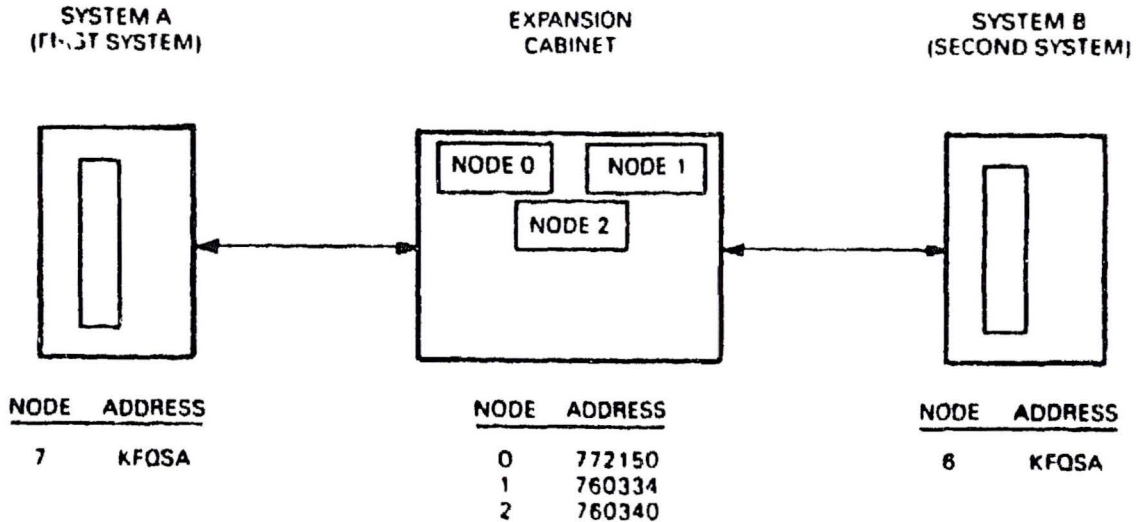 SYSTEM A
SYSTEM)
EXPANSION
CABINET
SYSTEM B
(SECOND SYSTEM)
NODE 0
NODE 1
NODE 2
NODE ADDRESS
7 KFQSA
NODE ADDRESS
0 772150
1 760334
2 760340
NODE ADDRESS
6 KFQSA